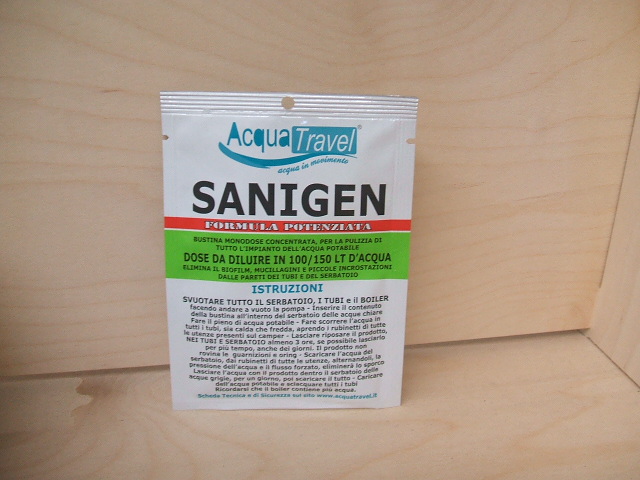 Acqua Travel®
acqua in movimento
SANIGEN
FORMULA POTENZIATA
BUSTINA MONODOSE CONCENTRATA, PER LA PULIZIA DI
TUTTO L'IMPIANTO DELL'ACQUA POTABILE
DOSE DA DILUIRE IN 100/150 LT D'ACQUA
ELIMINA IL BIOFILM, MUCILLAGINI E PICCOLE INCROSTAZIONI
DALLE PARETI DEI TUBI E DEL SERBATOIO
ISTRUZIONI
SVUOTARE TUTTO IL SERBATOIO, I TUBI e il BOILER
facendo andare a vuoto la pompa - Inserire il contenuto
della bustina all'interno del serbatoio delle acque chiare
Fare il pieno di acqua potabile - Fare scorrere l'acqua in
tutti i tubi, sia calda che fredda, aprendo i rubinetti di tutte
le utenze presenti sul camper - Lasciare riposare il prodotto,
NEI TUBI E SERBATOIO almeno 3 ore, se possibile lasciarlo
per più tempo, anche dei giorni. Il prodotto non
rovina le guarnizioni e oring - Scaricare l'acqua del
serbatoio, dai rubinetti di tutte le utenze, alternandoli, la
pressione dell'acqua e il flusso forzato, eliminerà lo sporco
Lasciare l'acqua con il prodotto dentro il serbatoio delle
acque grigie, per un giorno, poi scaricare il tutto - Caricare
dell'acqua potabile e sciacquare tutti i tubi
Ricordarsi che il boiler contiene più acqua.
Scheda Tecnica e di Sicurezza sul sito www.acquatravel.it